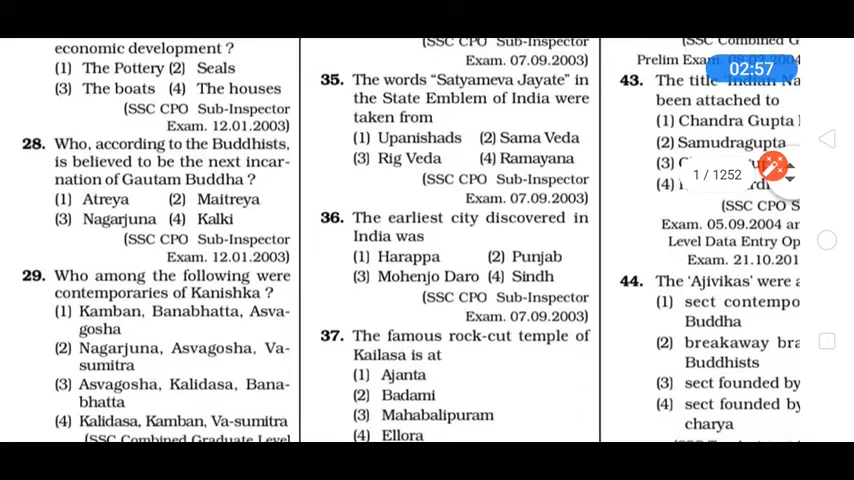 economic development ?
(1) The Pottery (2) Seals
(3) The boats (4) The houses
(SSC CPO Sub-Inspector
Exam. 12.01.2003)
28. Who, according to the Buddhists,
is believed to be the next incar-
nation of Gautam Buddha ?
(1) Atreya (2) Maitreya
(3) Nagarjuna (4) Kalki
(SSC CPO Sub-Inspector
Exam. 12.01.2003)
29. Who among the following were
contemporaries of Kanishka ?
(1) Kamban, Banabhatta, Asva-
gosha
(2) Nagarjuna, Asvagosha, Va-
sumitra
(3) Asvagosha, Kalidasa, Bana-
bhatta
(4) Kalidasa, Kamban, Va-sumitra
(SSC Combined Graduate Level
(SSC CPO Sub-Inspector
Exam. 07.09.2003)
35. The words “Satyameva Jayate” in
the State Emblem of India were
taken from
(1) Upanishads (2) Sama Veda
(3) Rig Veda (4) Ramayana
(SSC CPO Sub-Inspector
Exam. 07.09.2003)
36. The earliest city discovered in
India was
(1) Harappa (2) Punjab
(3) Mohenjo Daro (4) Sindh
(SSC CPO Sub-Inspector
Exam. 07.09.2003)
37. The famous rock-cut temple of
Kailasa is at
(1) Ajanta
(2) Badami
(3) Mahabalipuram
(4) Ellora
(SSC Combined G
Prelim Exam.
02:57
43. The title
been attached to
(1) Chandra Gupta
(2) Samudragupta
(3)
1 / 1252
(4)
(SSC CPO S
Exam. 05.09.2004 an
Level Data Entry Op
Exam. 21.10.201
44. The ‘Ajivikas’ were a
(1) sect contempo
Buddha
(2) breakaway bra
Buddhists
(3) sect founded by
(4) sect founded by
charya